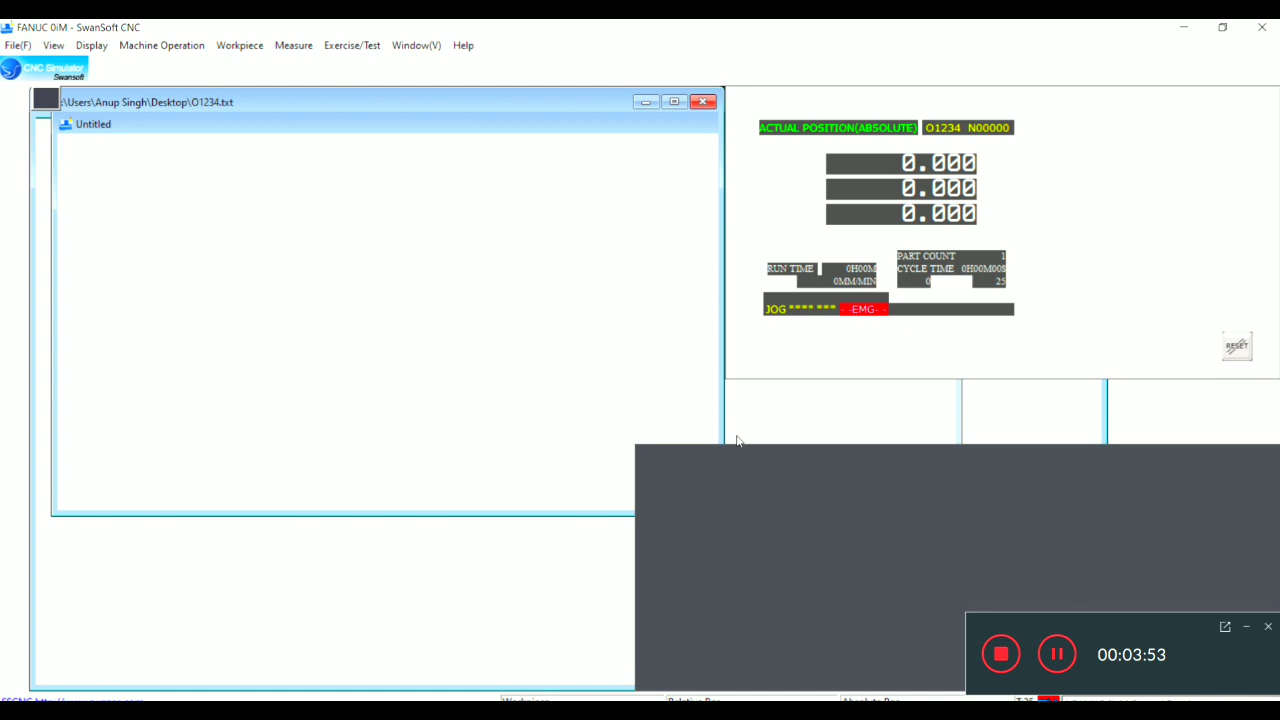 FANUC 0iM - SwanSoft CNC
File(F) View Display Machine Operation Workpiece Measure Exercise/Test Window(V) Help
CNC Simulator
Swansoft
:\Users\Anup Singh\Desktop\O1234.txt
Untitled
ACTUAL POSITION(ABSOLUTE) O1234 N00000
0.000
0.000
0.000
PART COUNT 1
RUN TIME 0H00M CYCLE TIME 0H00M00S
0MM/MIN 0 25
JOG **** *** - -EMG- -
RESET
00:03:53